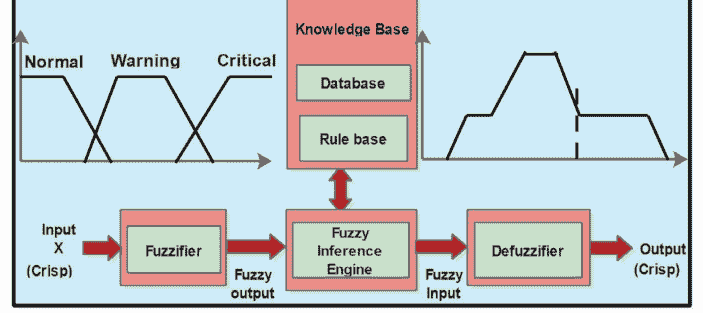 Knowledge Base
Normal Warning Critical
Database
Rule base
Input
X
(Crisp)
Fuzzifier
Fuzzy
output
Fuzzy
Inference
Engine
Fuzzy
Input
Defuzzifier
Output
(Crisp)